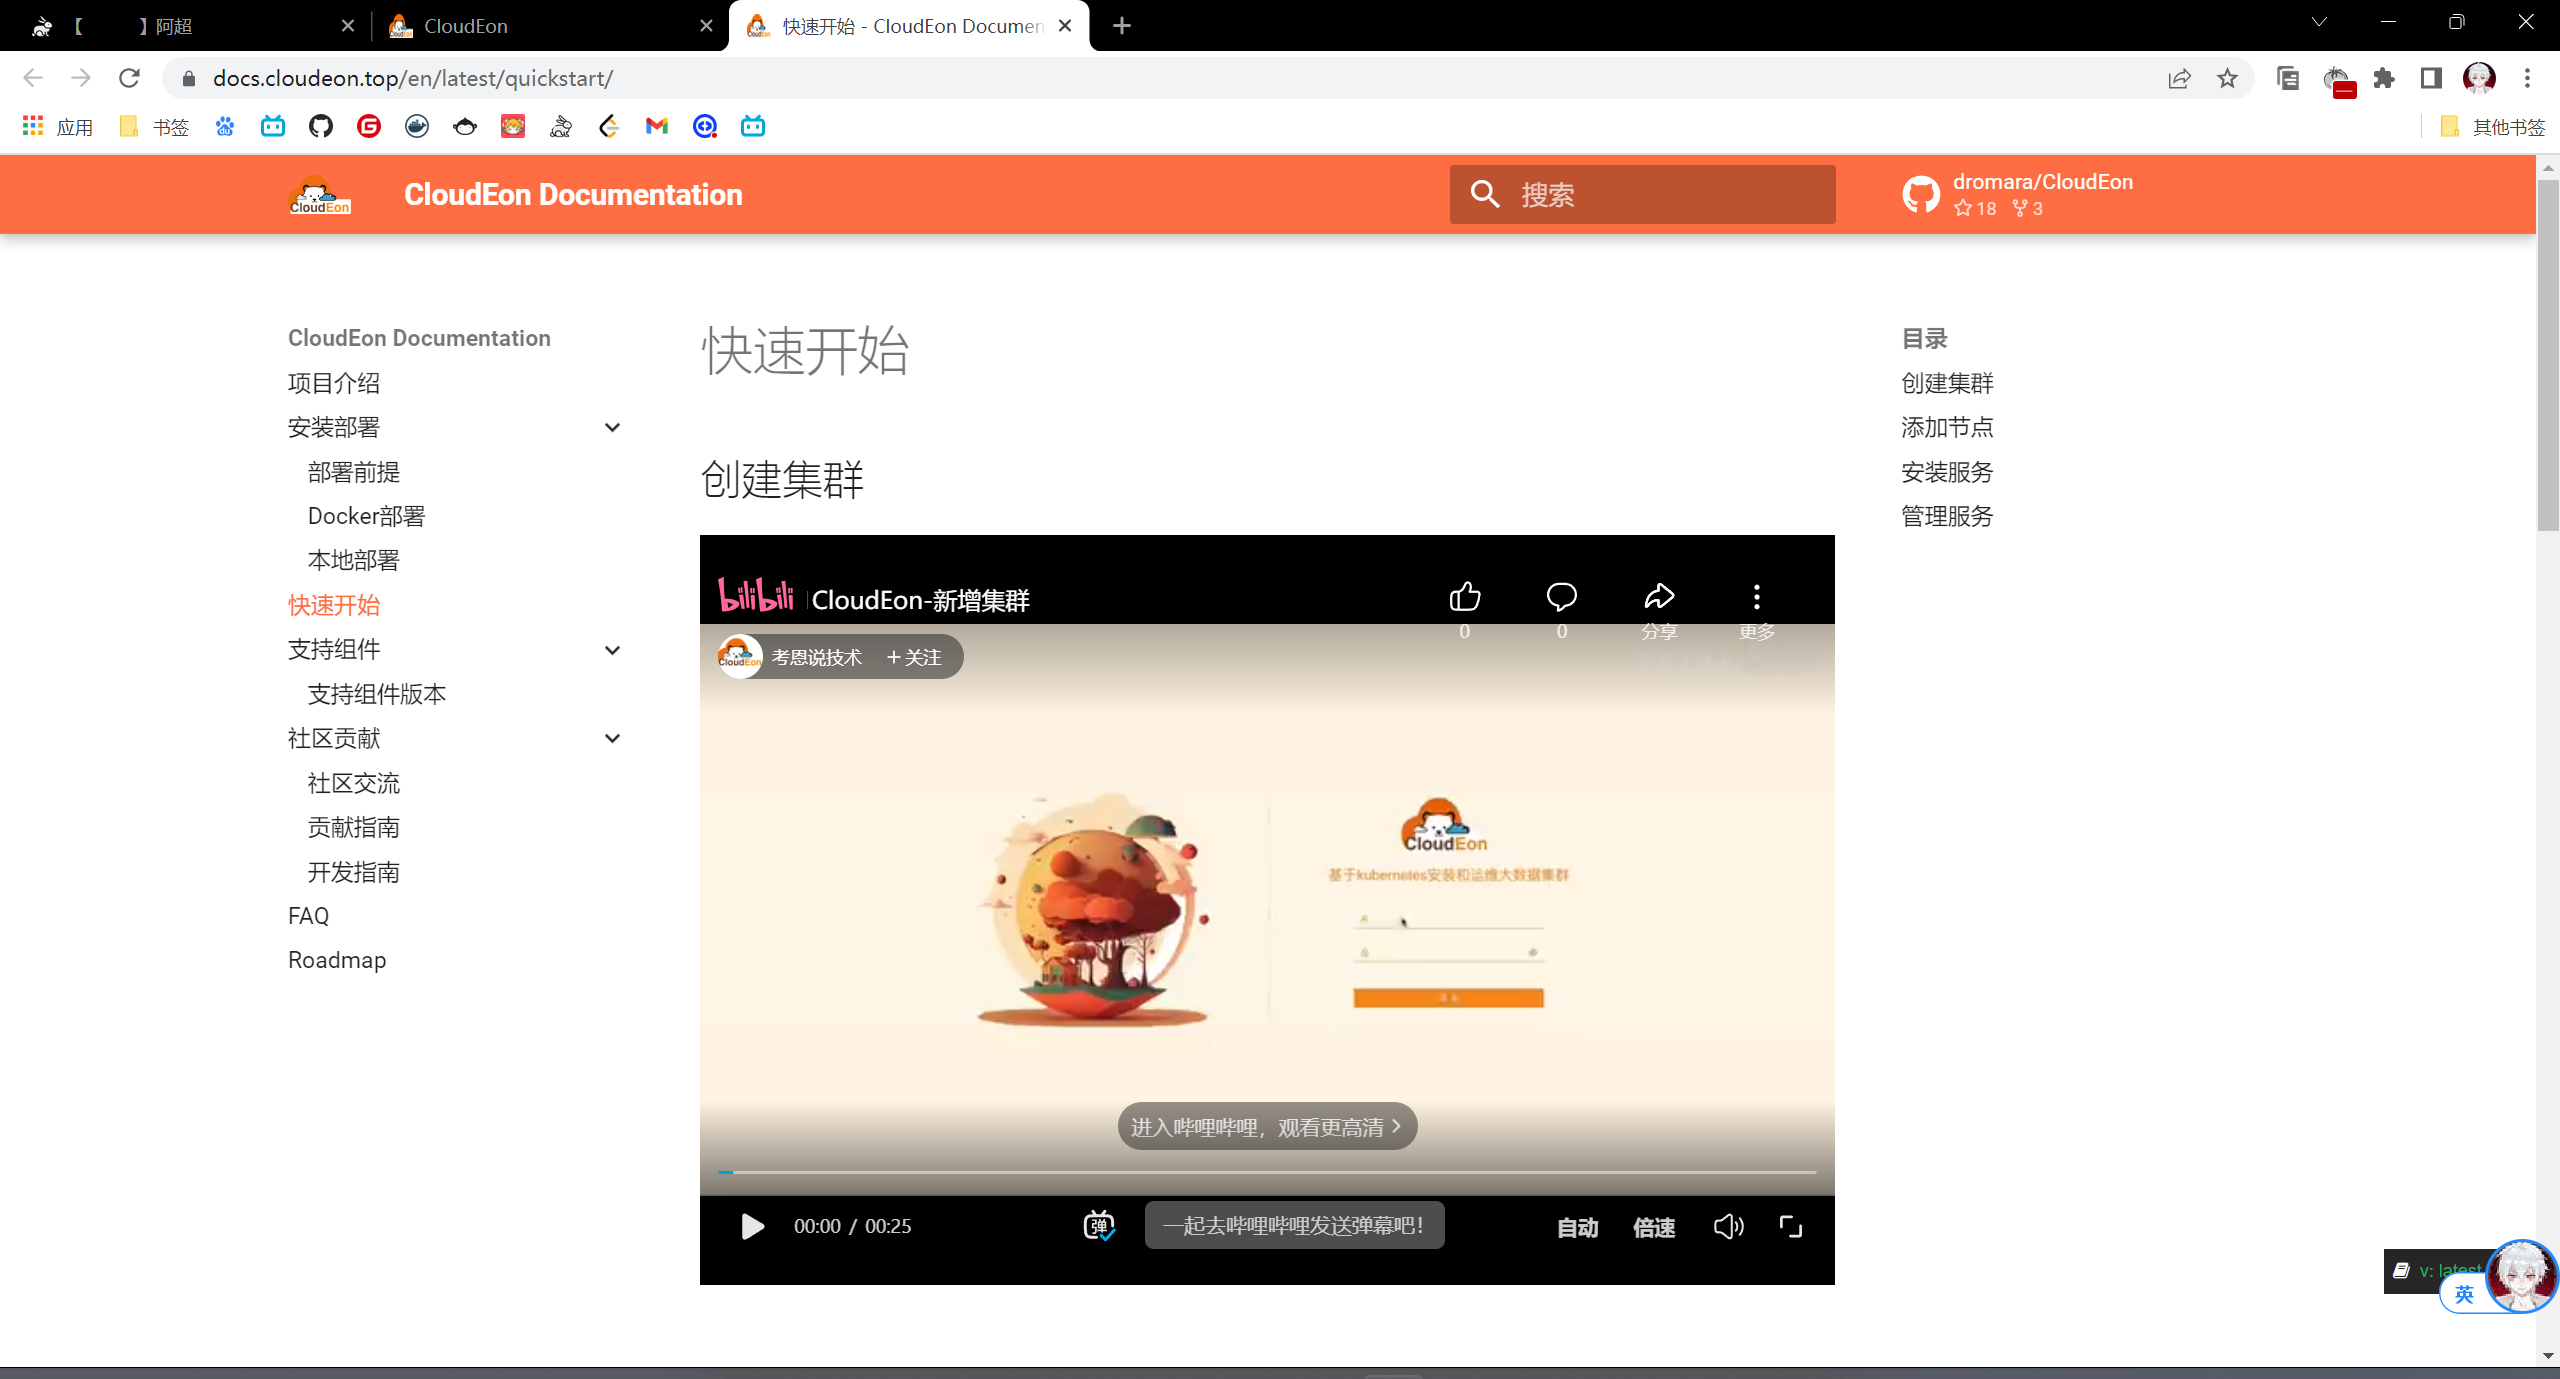 【 】阿超
CloudEon
快速开始 - CloudEon Documen
docs.cloudeon.top/en/latest/quickstart/
应用
书签
其他书签
CloudEon
CloudEon Documentation
搜索
dromara/CloudEon
18 3
CloudEon Documentation
项目介绍
安装部署
部署前提
Docker部署
本地部署
快速开始
支持组件
支持组件版本
社区贡献
社区交流
贡献指南
开发指南
FAQ
Roadmap
快速开始
创建集群
bilibili CloudEon-新增集群
0
0
分享
更多
CloudEon
考恩说技术 +关注
CloudEon
基于kubernetes安装和运维大数据集群
进入哔哩哔哩，观看更高清 >
00:00 / 00:25
弹
一起去哔哩哔哩发送弹幕吧！
自动
倍速
目录
创建集群
添加节点
安装服务
管理服务
v: latest
英